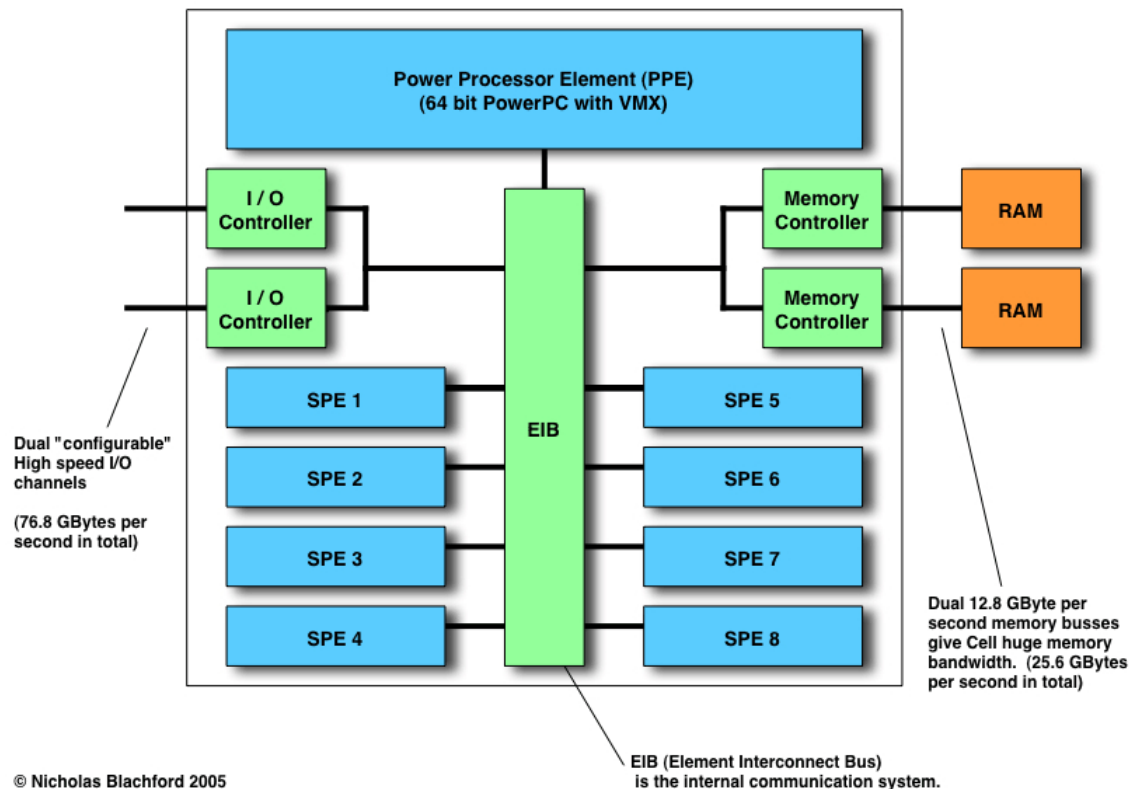 Power Processor Element (PPE)
(64 bit PowerPC with VMX)
I / O
Controller
Memory
Controller
RAM
I / O
Controller
Memory
Controller
RAM
EIB
SPE 1
SPE 5
SPE 2
SPE 6
SPE 3
SPE 7
SPE 4
SPE 8
Dual "configurable"
High speed I/O
channels
(76.8 GBytes per
second in total)
Dual 12.8 GByte per
second memory busses
give Cell huge memory
bandwidth. (25.6 GBytes
per second in total)
EIB (Element Interconnect Bus)
is the internal communication system.
© Nicholas Blachford 2005